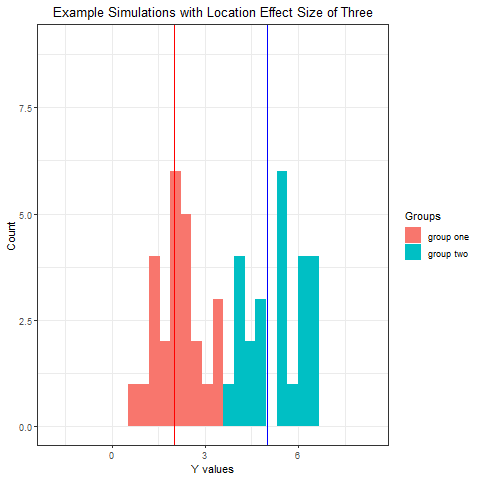 Example Simulations with Location Effect Size of Three
7.5
5.0
2.5
0.0
Count
0 3 6
Y values
Groups
group one
group two